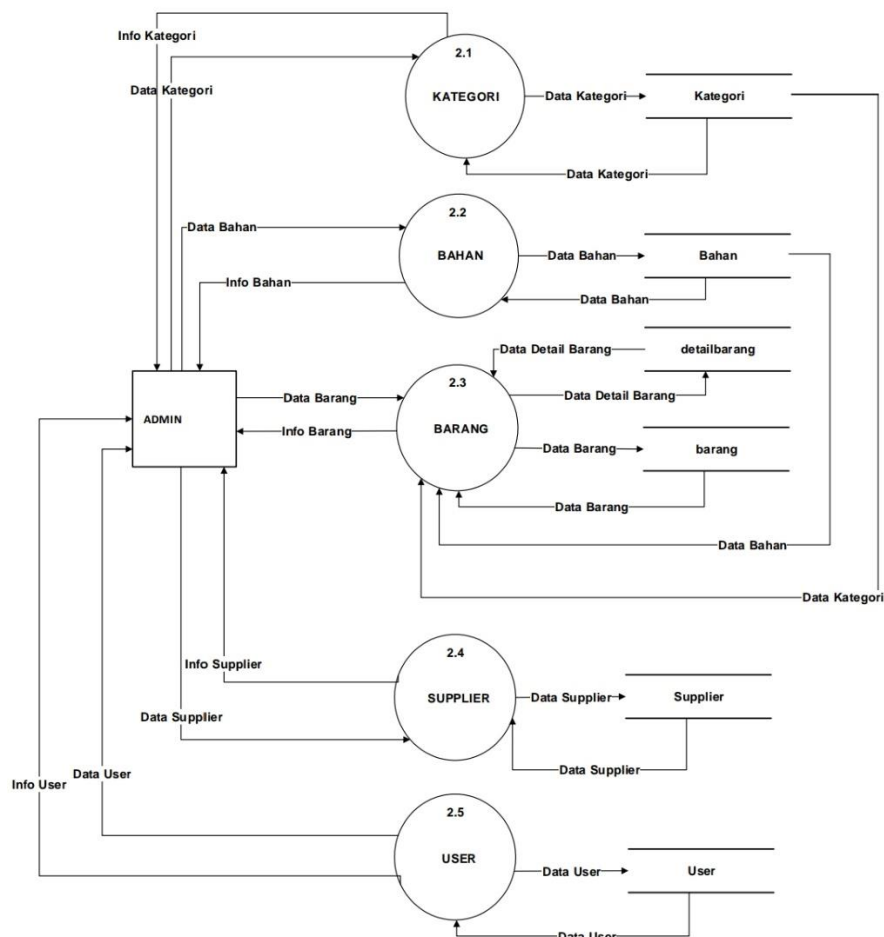 Info Kategori
2.1
Data Kategori
KATEGORI
Data Kategori
Kategori
Data Kategori
2.2
Data Bahan
BAHAN
Data Bahan
Bahan
Info Bahan
Data Bahan
Data Detail Barang
detailbarang
2.3
Data Barang
Data Detail Barang
ADMIN
Info Barang
BARANG
Data Barang
barang
Data Barang
Data Bahan
Data Kategori
2.4
Info Supplier
SUPPLIER
Data Supplier
Supplier
Data Supplier
Data Supplier
Info User
Data User
2.5
USER
Data User
User
Data User